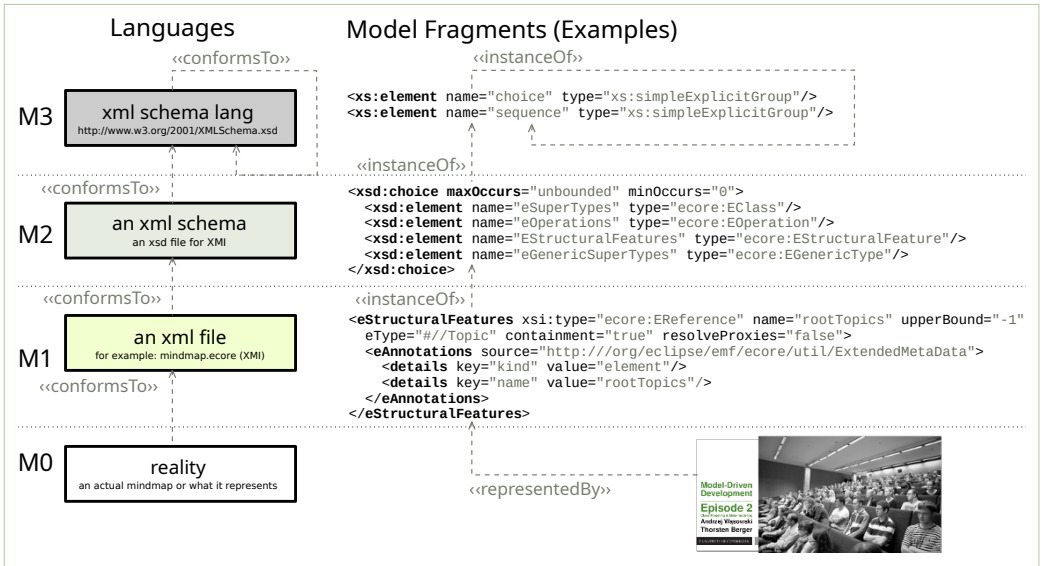 Languages
Model Fragments (Examples)
‹‹conformsTo››
‹‹instanceOf››
M3
xml schema lang
http://www.w3.org/2001/XMLSchema.xsd
<xs:element name="choice" type="xs:simpleExplicitGroup"/>
<xs:element name="sequence" type="xs:simpleExplicitGroup"/>
‹‹instanceOf››
‹‹conformsTo››
M2
an xml schema
an xsd file for XMI
<xsd:choice maxOccurs="unbounded" minOccurs="0">
<xsd:element name="eSuperTypes" type="ecore:EClass"/>
<xsd:element name="eOperations" type="ecore:EOperation"/>
<xsd:element name="EStructuralFeatures" type="ecore:EStructuralFeature"/>
<xsd:element name="eGenericSuperTypes" type="ecore:EGenericType"/>
</xsd:choice>
‹‹conformsTo››
‹‹instanceOf››
M1
an xml file
for example: mindmap.ecore (XMI)
<eStructuralFeatures xsi:type="ecore:EReference" name="rootTopics" upperBound="-1"
eType="#//Topic" containment="true" resolveProxies="false">
<eAnnotations source="http:///org/eclipse/emf/ecore/util/ExtendedMetaData">
<details key="kind" value="element"/>
<details key="name" value="rootTopics"/>
</eAnnotations>
</eStructuralFeatures>
‹‹conformsTo››
M0
reality
an actual mindmap or what it represents
‹‹representedBy››
Model-Driven
Development
Episode 2
Andrzej Wąsowski
Thorsten Berger